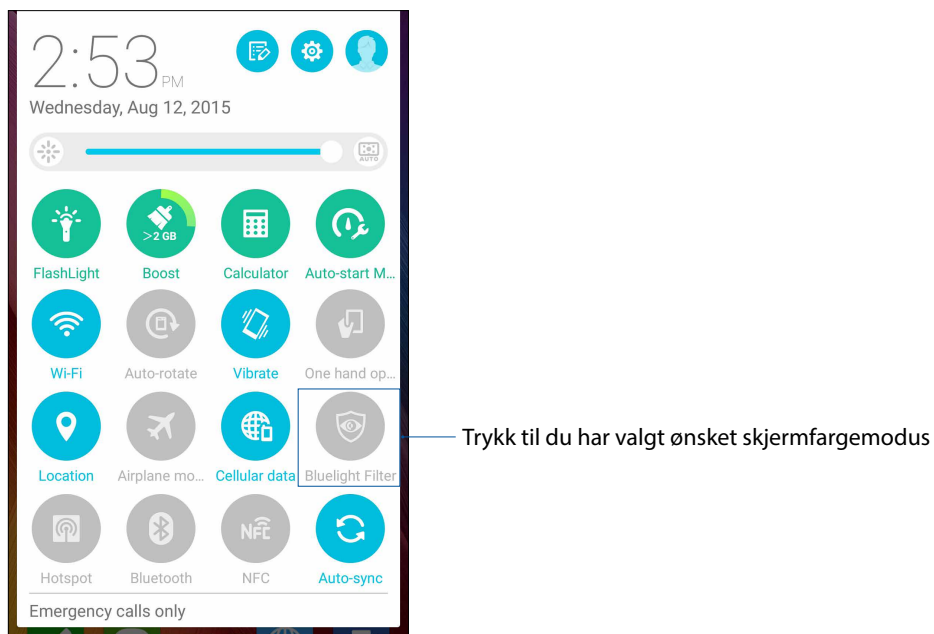 2:53 PM
Wednesday, Aug 12, 2015
AUTO
>2 GB
FlashLight Boost Calculator Auto-start M...
Wi-Fi Auto-rotate Vibrate One hand op...
Trykk til du har valgt ønsket skjermfargemodus
Location Airplane mo... Cellular data Bluelight Filter
NFC
Hotspot Bluetooth NFC Auto-sync
Emergency calls only